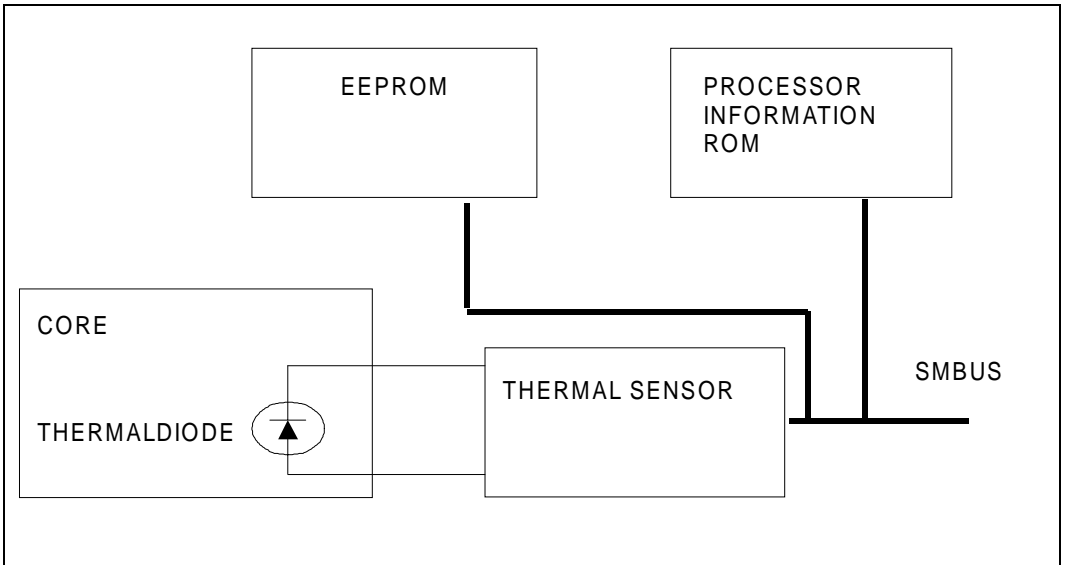 EEPROM
PROCESSOR
INFORMATION
ROM
CORE
SMBUS
THERMAL SENSOR
THERMALDIODE